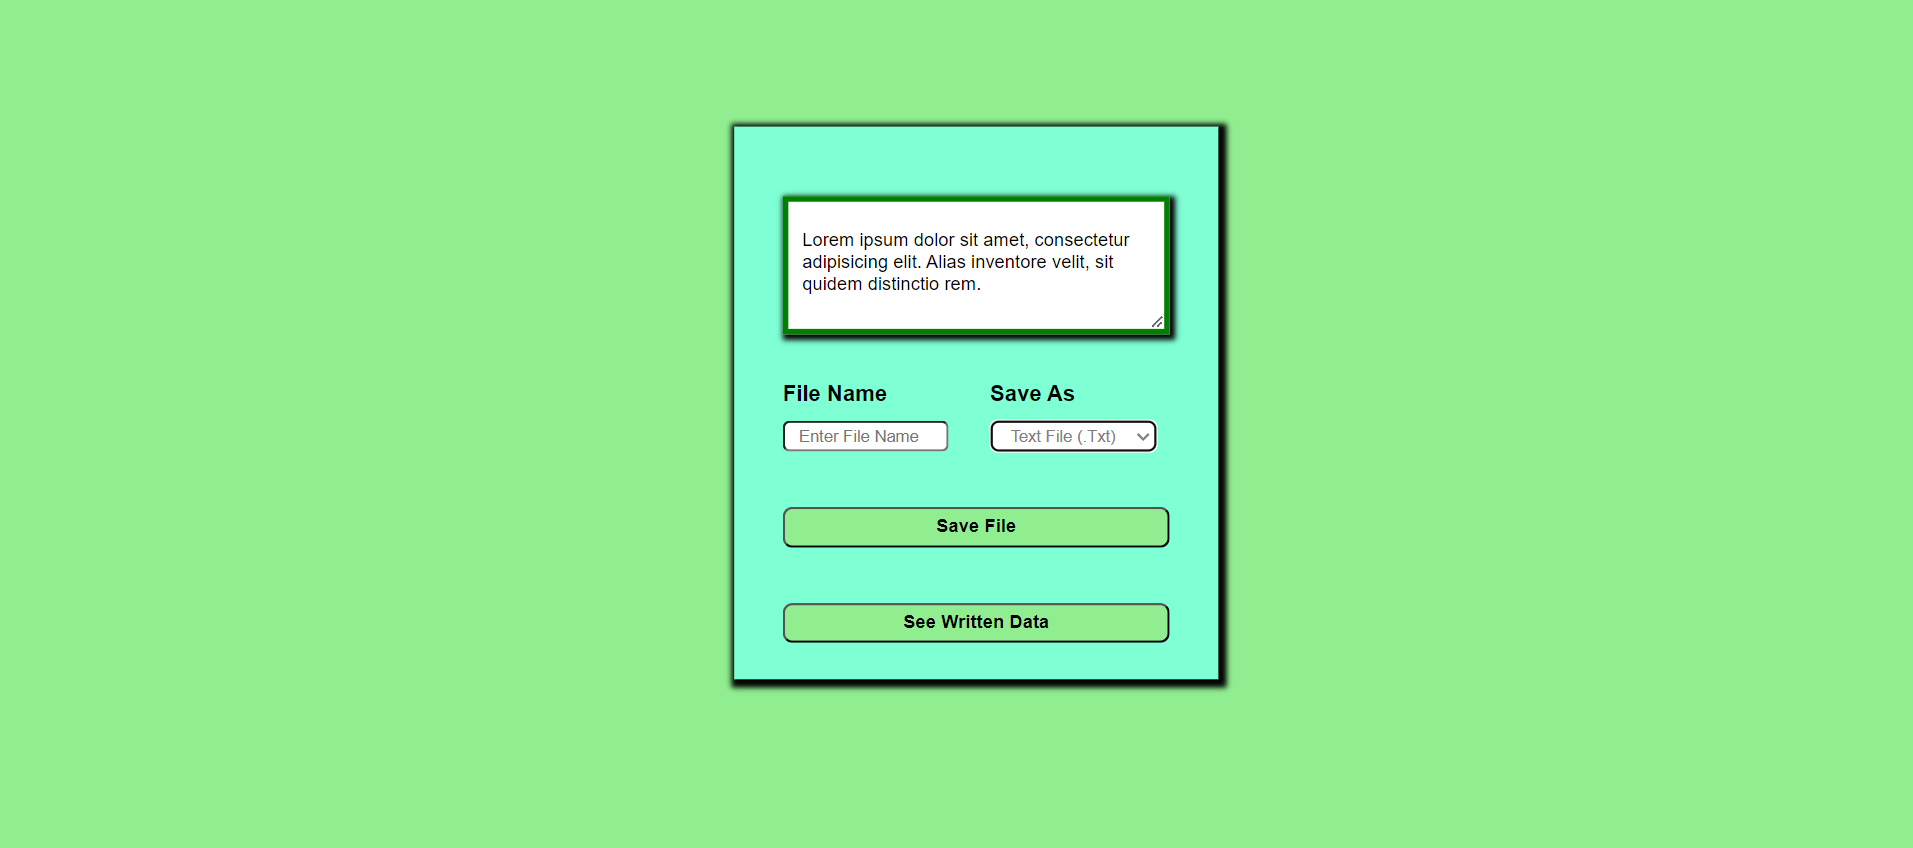 Lorem ipsum dolor sit amet, consectetur
adipisicing elit. Alias inventore velit, sit
quidem distinctio rem.
File Name
Save As
Enter File Name
Text File (.Txt)
Save File
See Written Data